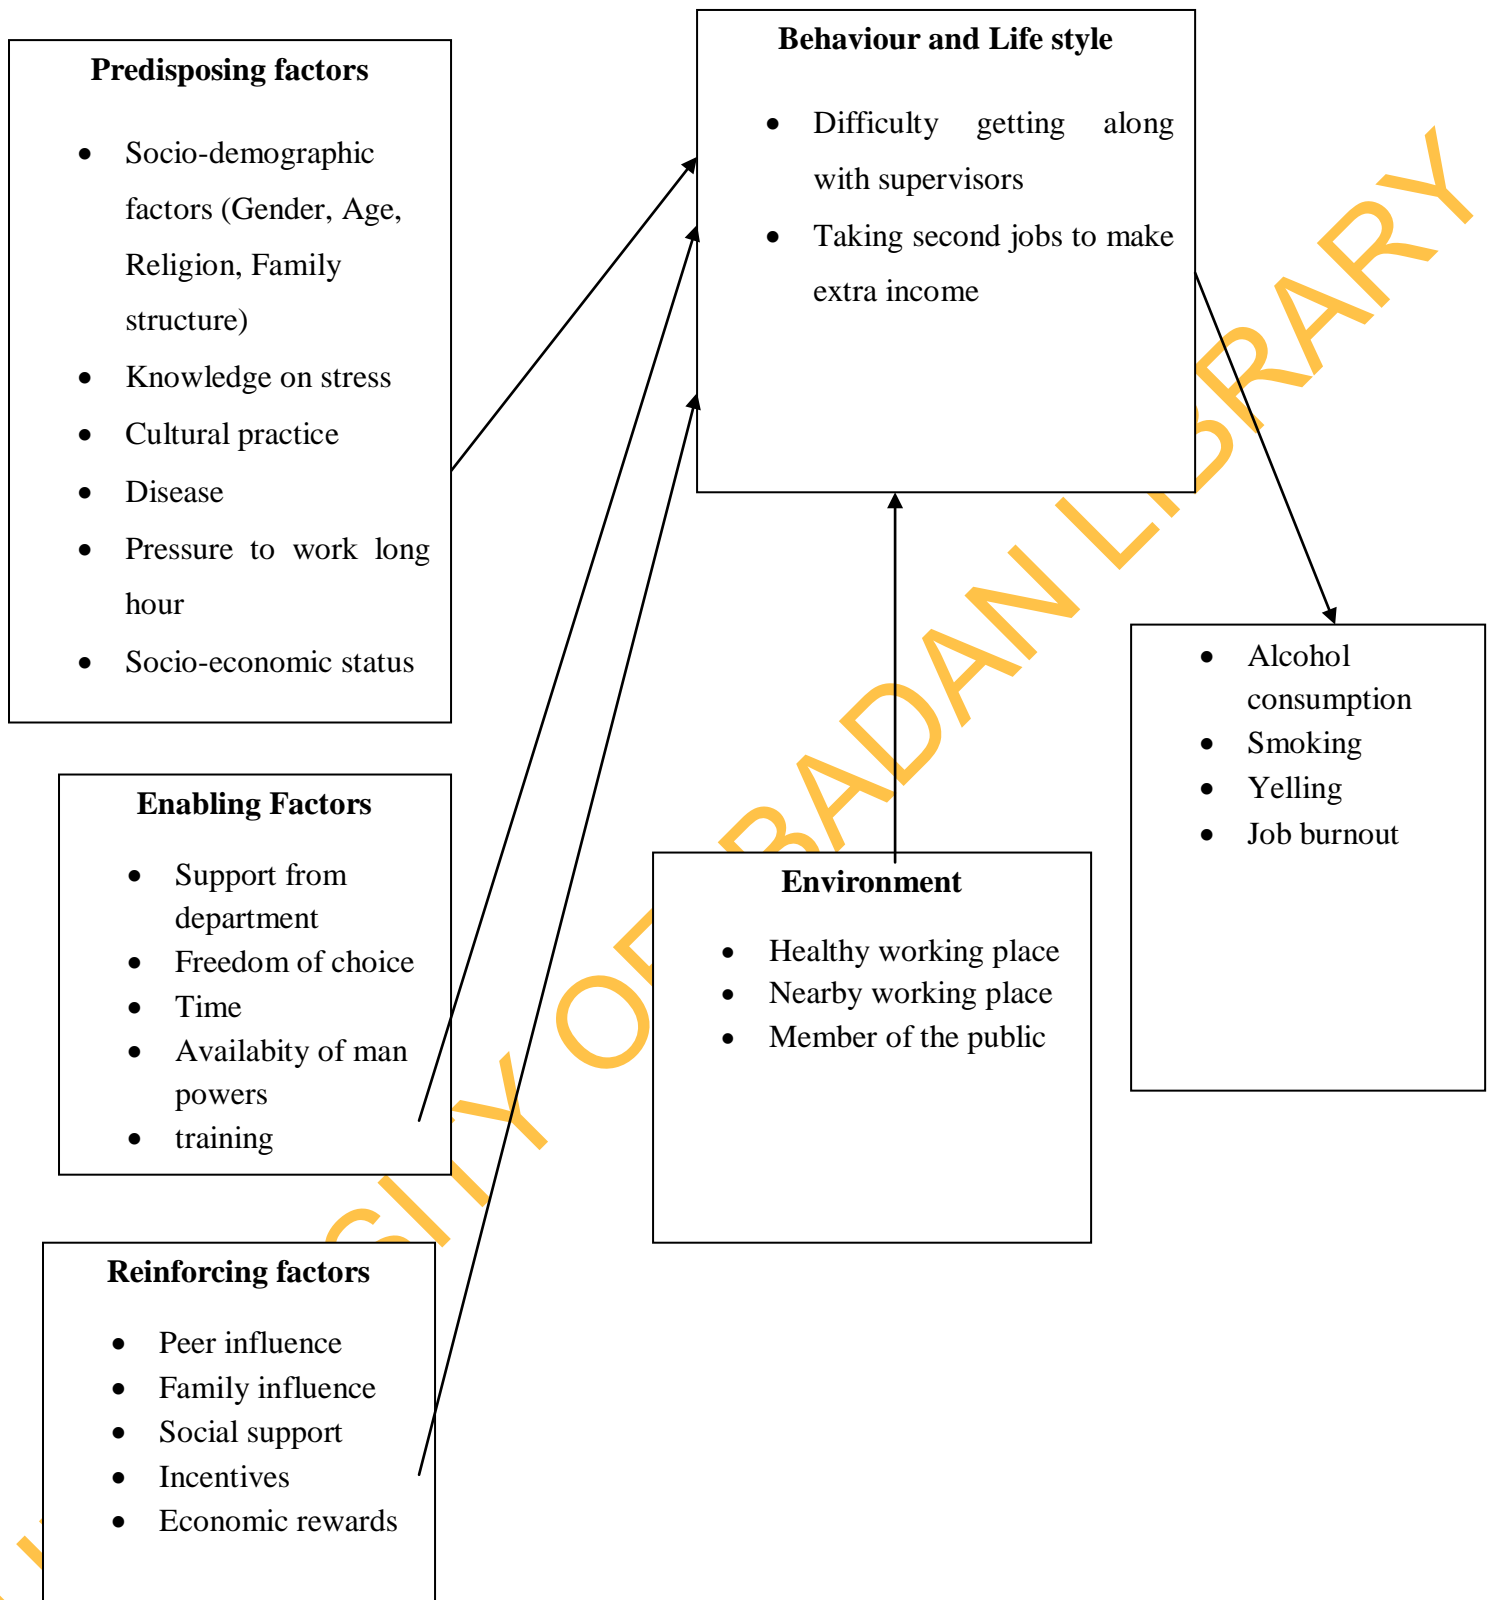 Predisposing factors
• Socio-demographic
factors (Gender, Age,
Religion, Family
structure)
• Knowledge on stress
• Cultural practice
• Disease
• Pressure to work long
hour
• Socio-economic status
Enabling Factors
• Support from
department
• Freedom of choice
• Time
• Availabity of man
powers
• training
Reinforcing factors
• Peer influence
• Family influence
• Social support
• Incentives
• Economic rewards
Behaviour and Life style
• Difficulty getting along
with supervisors
• Taking second jobs to make
extra income
Environment
• Healthy working place
• Nearby working place
• Member of the public
• Alcohol
consumption
• Smoking
• Yelling
• Job burnout
SITY OF BADAN LIBRARY